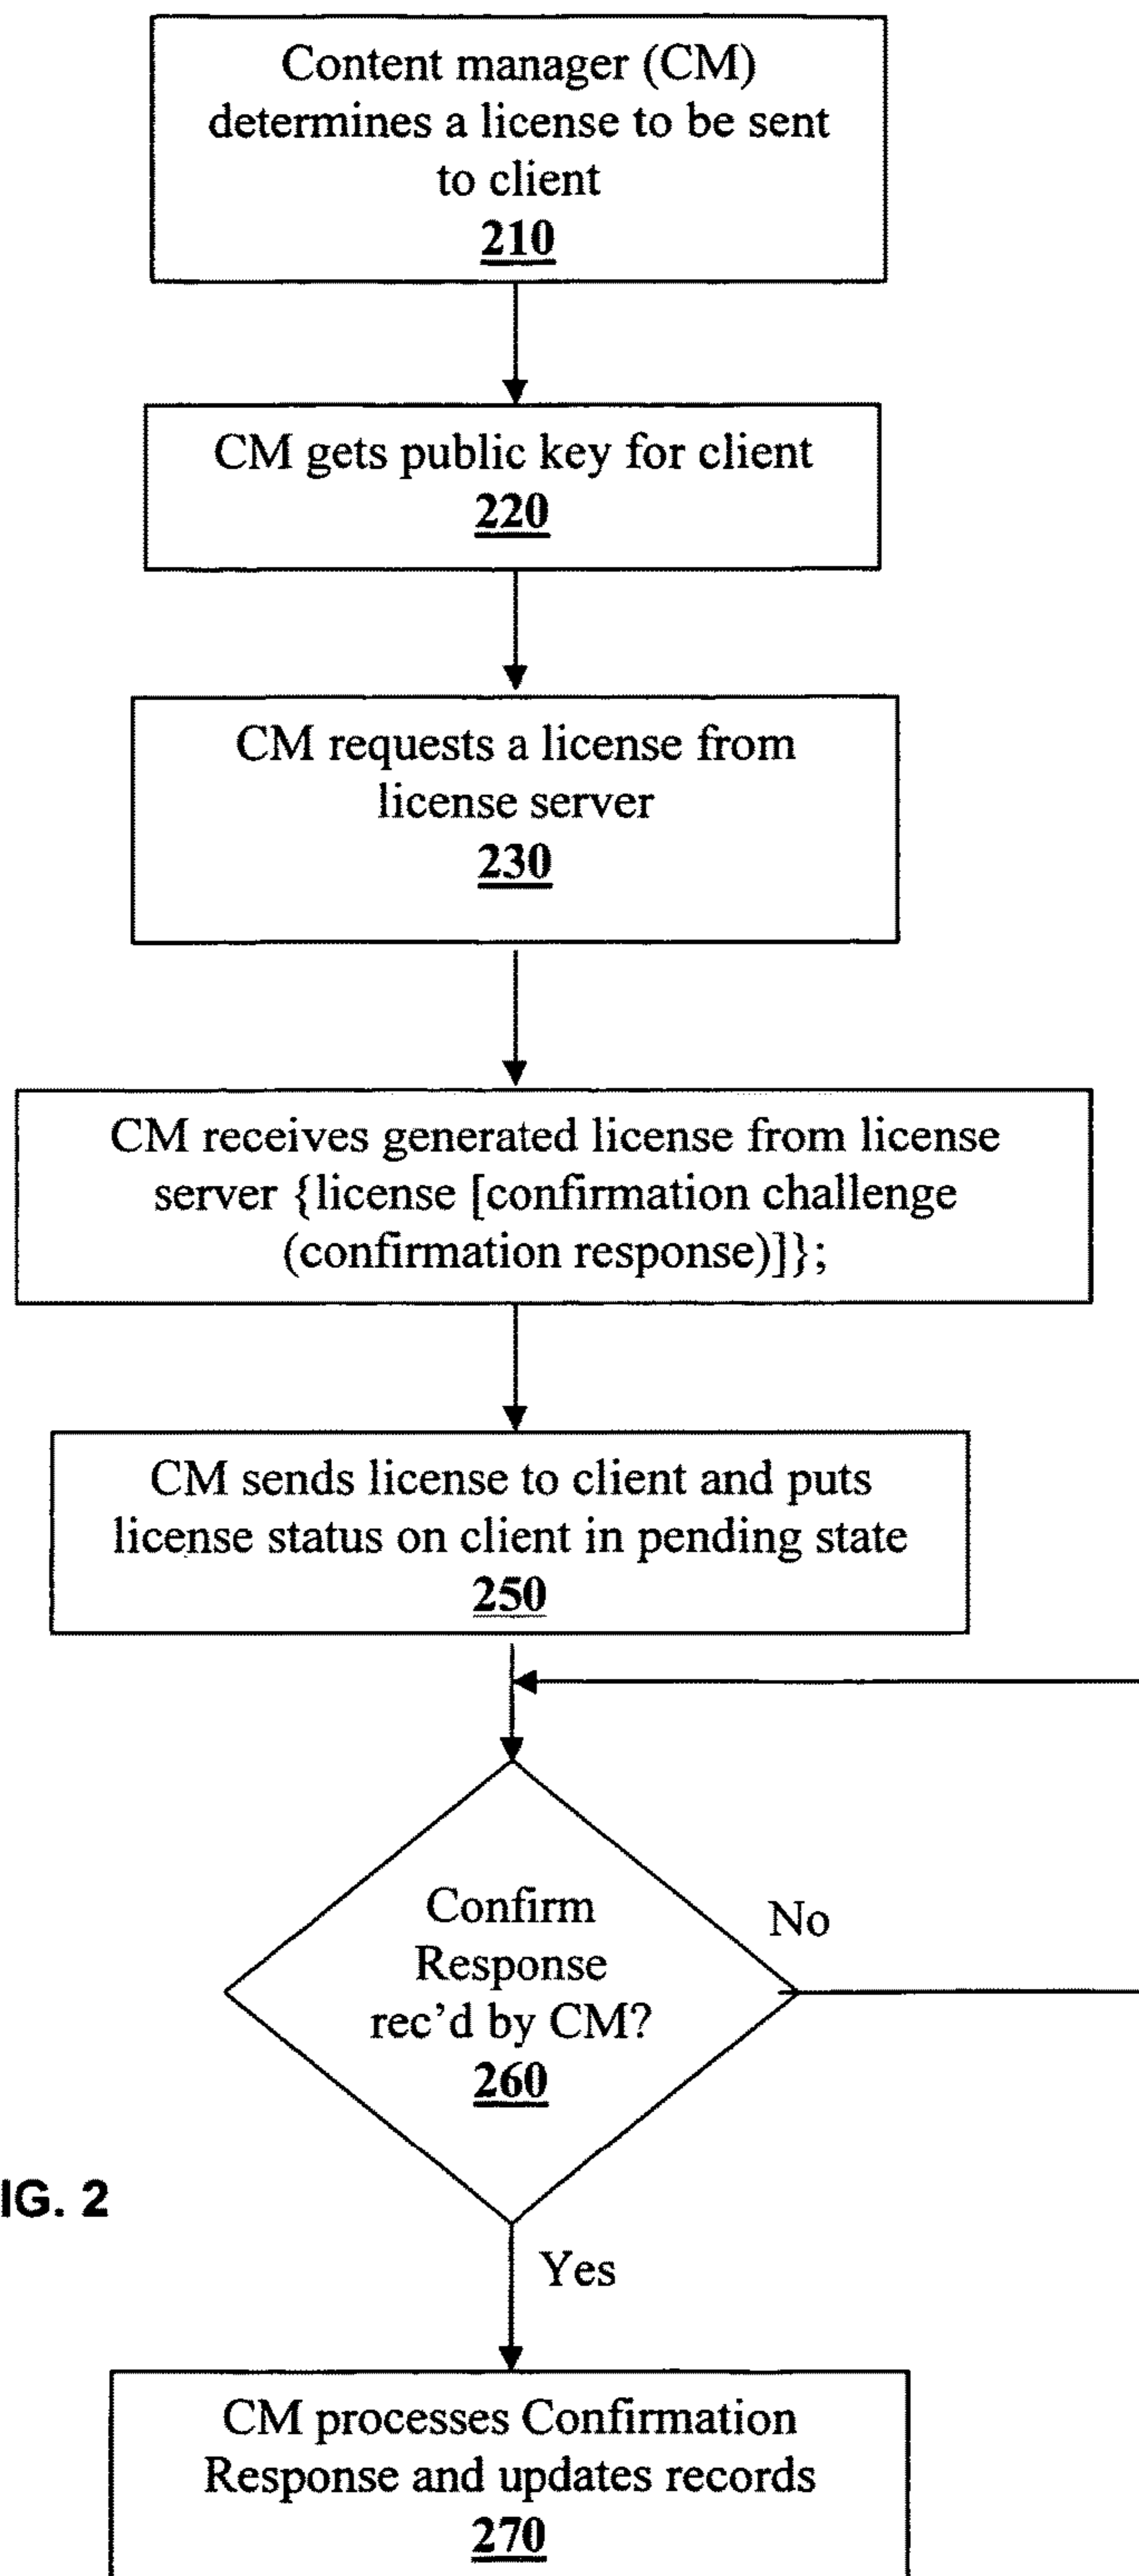 Content manager (CM)
determines a license to be sent
to client
210
CM gets public key for client
220
CM requests a license from
license server
230
CM receives generated license from license
server {license [confirmation challenge
(confirmation response)]};
CM sends license to client and puts
license status on client in pending state
250
Confirm
Response
rec'd by CM?
260
No
IG. 2
Yes
CM processes Confirmation
Response and updates records
270